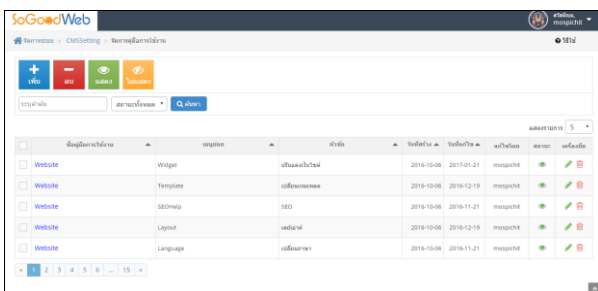 SoGoodWeb
สวัสดีคุณ,
mospichit
จัดการระบบ > CMSSetting > จัดการคู่มือการใช้งาน
วิธีใช้
เพิ่ม ลบ แสดง ไม่แสดง
ระบุคำค้น สถานะทั้งหมด ค้นหา
แสดงรายการ 5
ชื่อคู่มือการใช้งาน หัวข้อ วันที่สร้าง วันที่แก้ไข แก้ไขโดย สถานะ เครื่องมือ
Website Widget ปรับแต่งเว็บไซต์ 2016-10-06 2017-01-21 mospichit
Website Template เปลี่ยนเทมเพลต 2016-10-06 2016-12-19 mospichit
Website SEOHelp SEO 2016-10-06 2016-11-21 mospichit
Website Layout เลย์เอาท์ 2016-10-06 2016-12-19 mospichit
Website Language เปลี่ยนภาษา 2016-10-06 2016-11-21 mospichit
« 1 2 3 4 5 6 ... 15 »